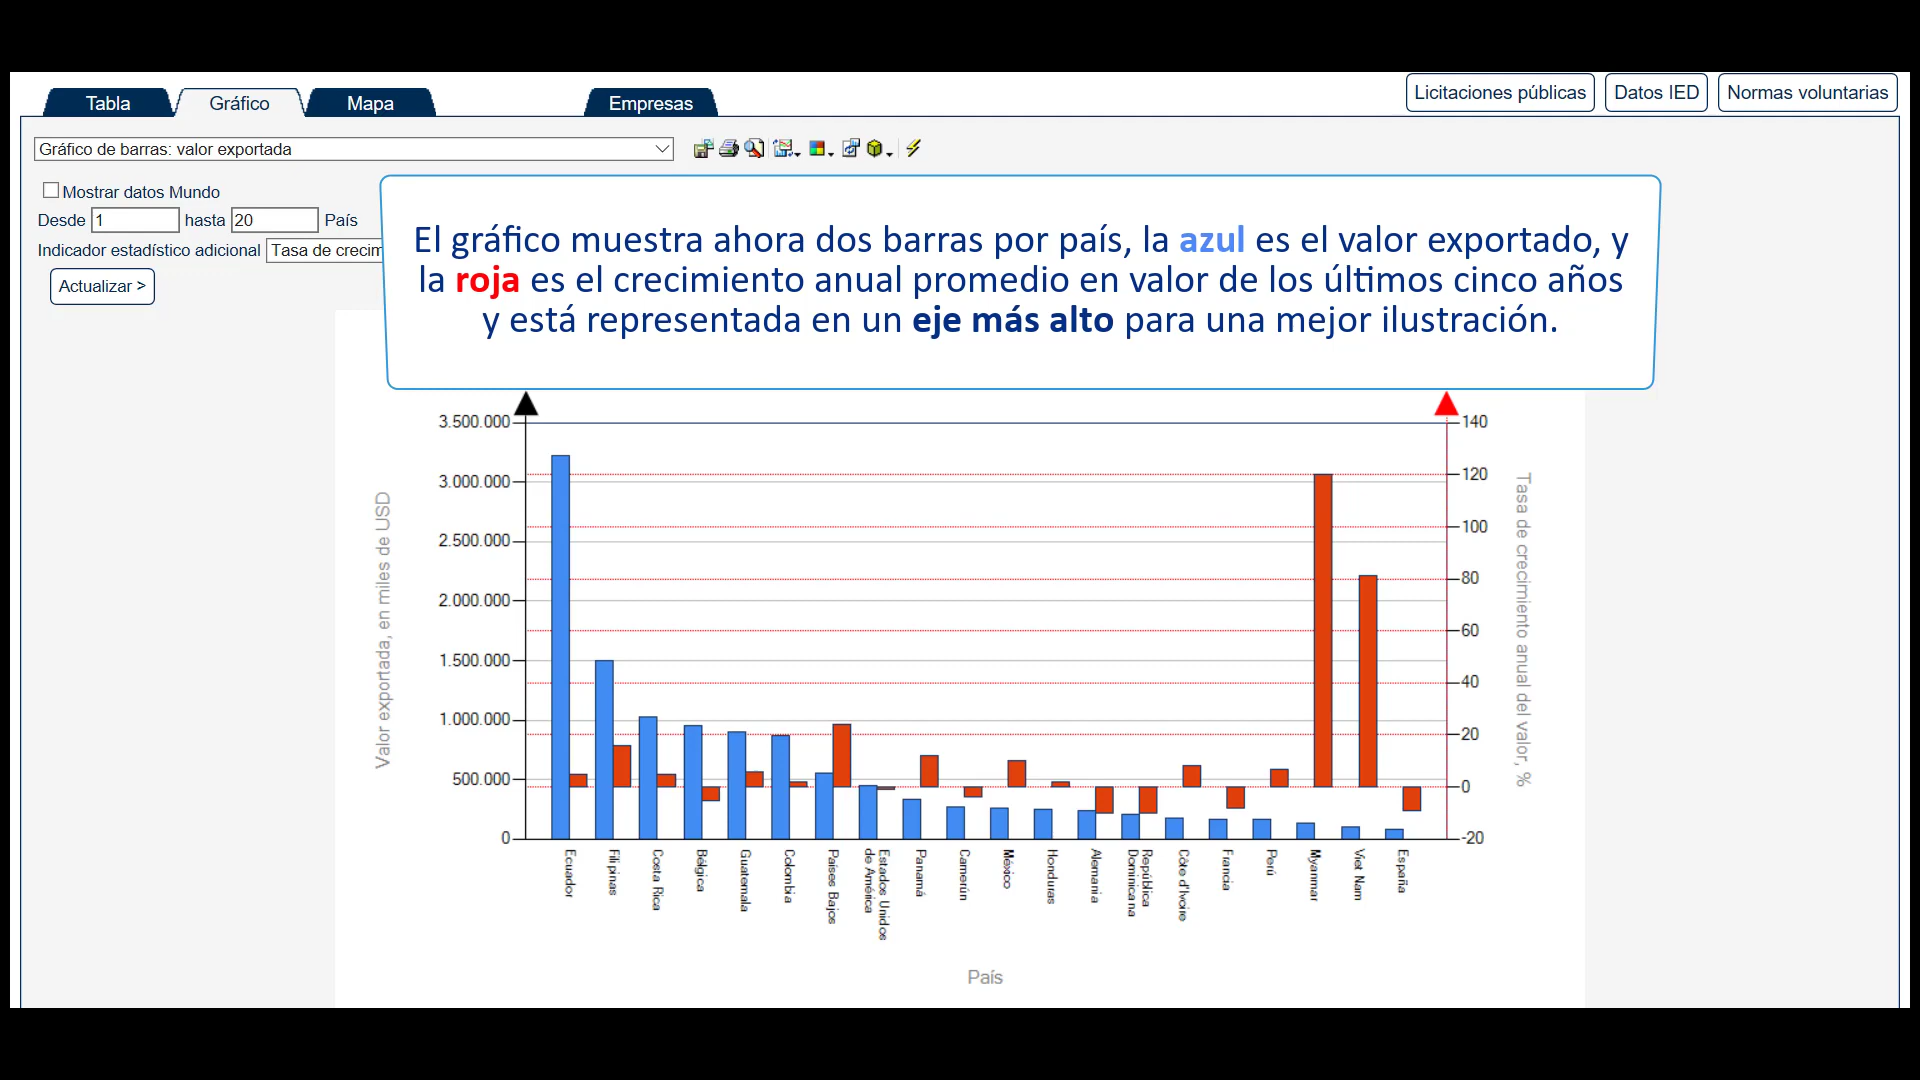 Tabla
Gráfico
Mapa
Empresas
Licitaciones públicas
Datos IED
Normas voluntarias
Gráfico de barras: valor exportada
Mostrar datos Mundo
Desde 1 hasta 20 País
Indicador estadístico adicional Tasa de crecim
Actualizar >
El gráfico muestra ahora dos barras por país, la azul es el valor exportado, y
la roja es el crecimiento anual promedio en valor de los últimos cinco años
y está representada en un eje más alto para una mejor ilustración.
Valor exportada, en miles de USD
3.500.000
3.000.000
2.500.000
2.000.000
1.500.000
1.000.000
500.000
0
140
120
100
80
60
40
20
0
-20
Tasa de crecimiento anual del valor, %
Ecuador
Filipinas
Costa Rica
Bélgica
Guatemala
Colombia
Países Bajos
Estados Unidos
de América
Panamá
Camerún
México
Honduras
Alemania
República
Dominicana
Côte d'Ivoire
Francia
Perú
Myanmar
Viet Nam
España
País